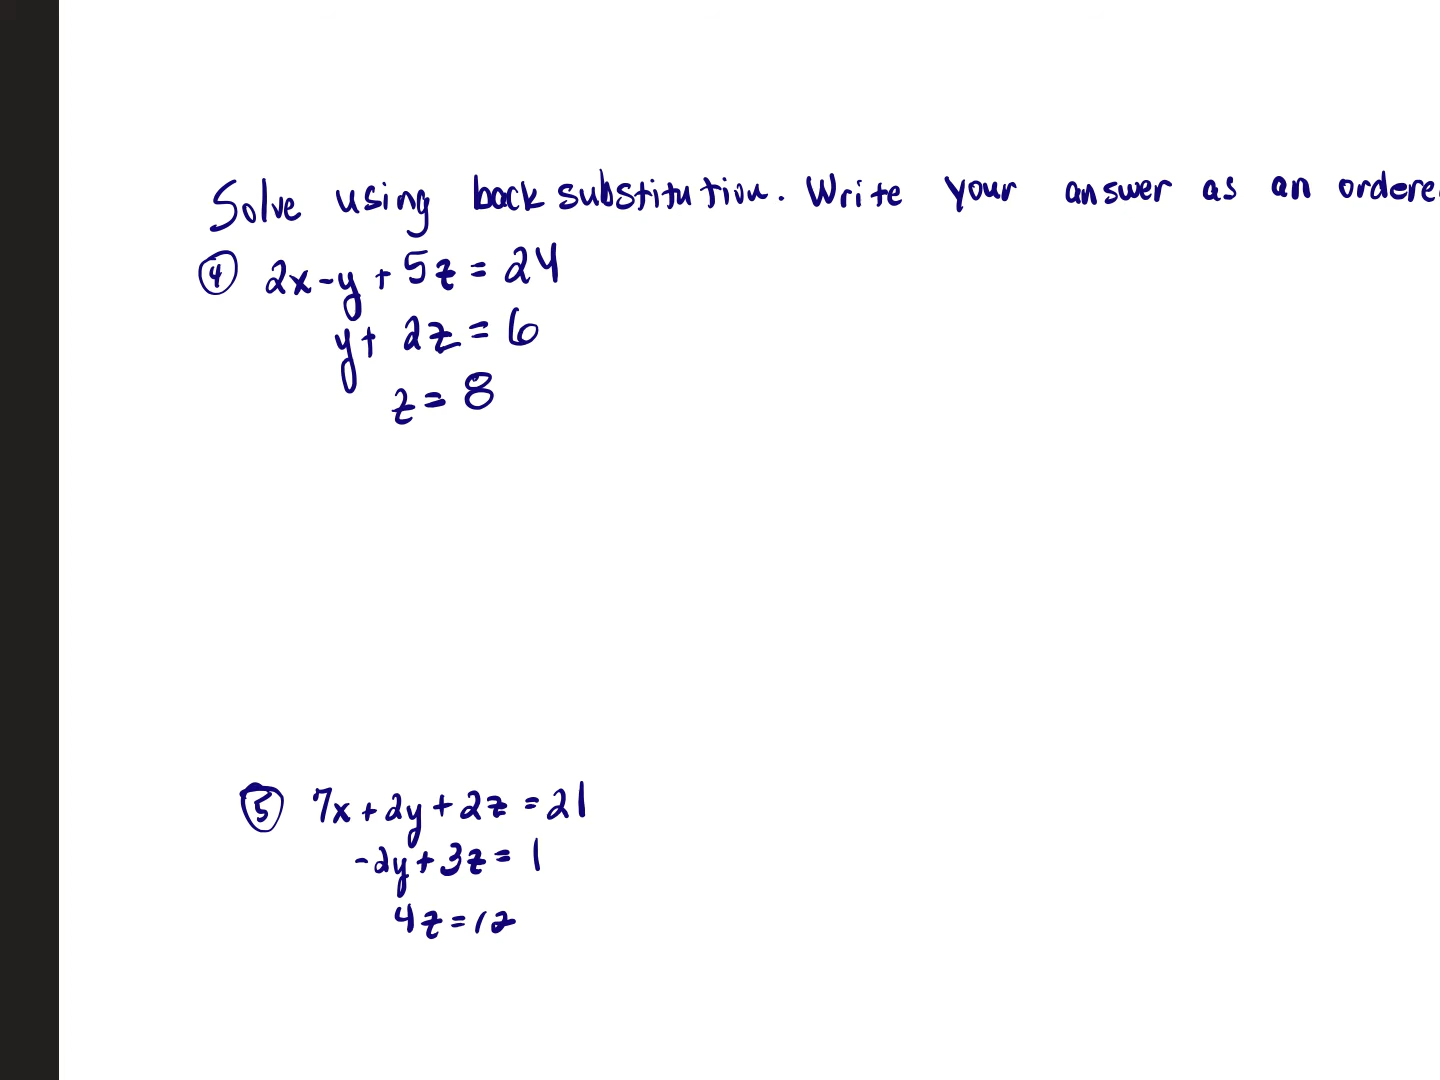 Solve using back substitution. Write your answer as an ordere
④ 2x-y+5z=24
y+2z=6
z=8
⑤ 7x+2y+2z=21
-2y+3z=1
4z=12